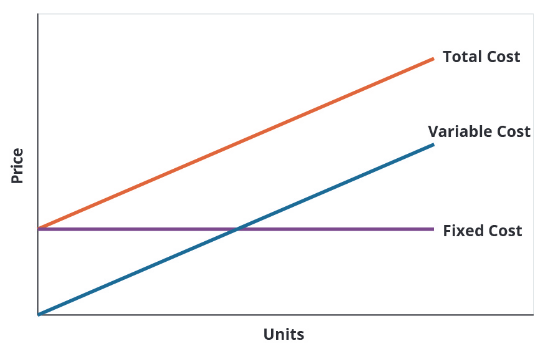 Total Cost
Variable Cost
Price
Fixed Cost
Units